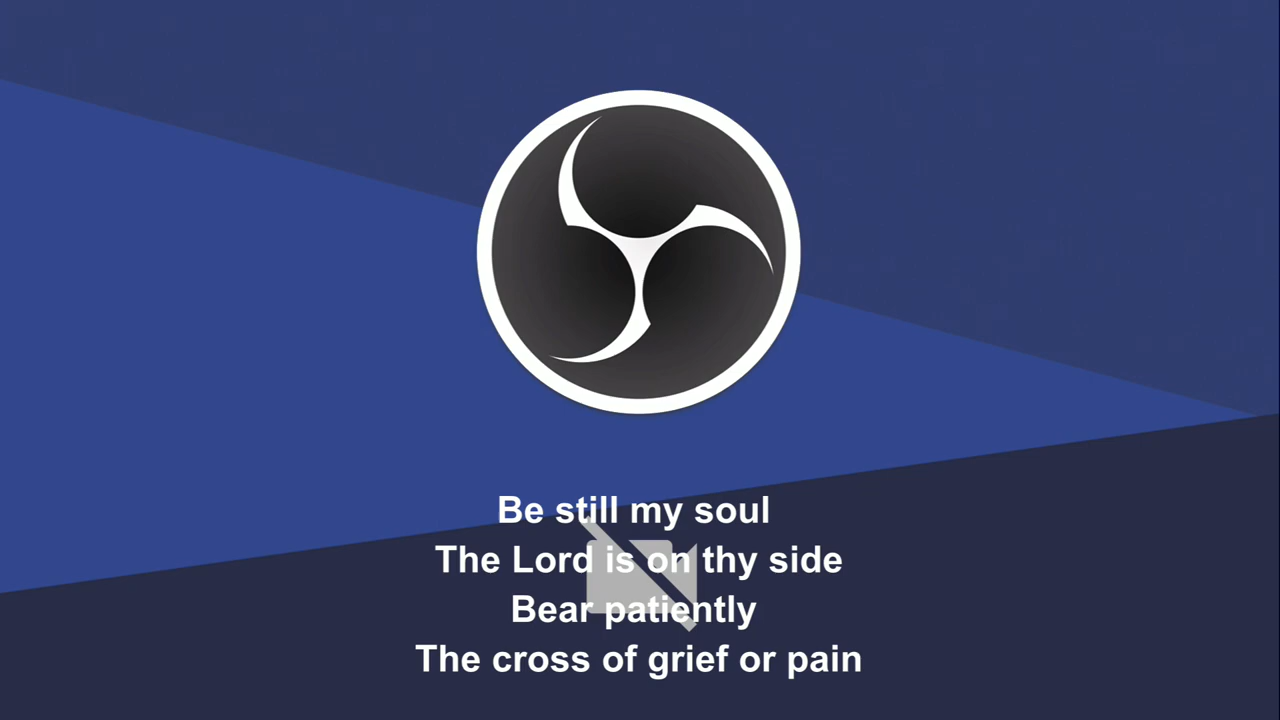 Be still my soul
The Lord is on thy side
Bear patiently
The cross of grief or pain